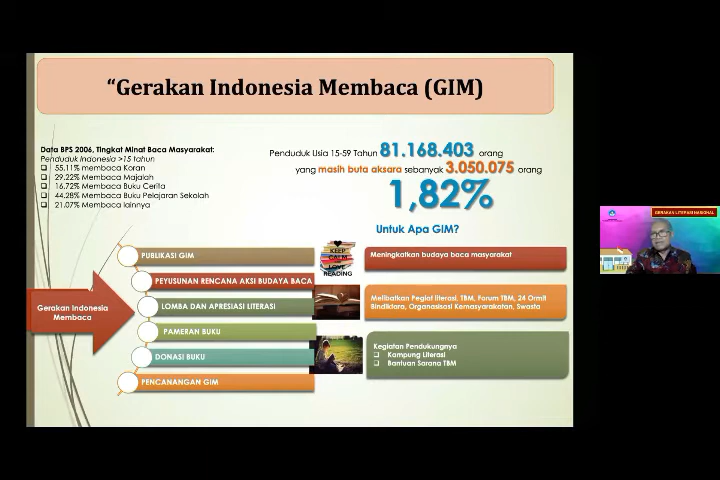 “Gerakan Indonesia Membaca (GIM)
Data BPS 2006, Tingkat Minat Baca Masyarakat:
Penduduk Indonesia >15 tahun
55.11% membaca Koran
29.22% Membaca Majalah
16.72% Membaca Buku Cerita
44.28% Membaca Buku Pelajaran Sekolah
21.07% Membaca lainnya
Penduduk Usia 15-59 Tahun 81.168.403 orang
yang masih buta aksara sebanyak 3.050.075 orang
1,82%
Untuk Apa GIM?
Gerakan Indonesia
Membaca
PUBLIKASI GIM
PEYUSUNAN RENCANA AKSI BUDAYA BACA
LOMBA DAN APRESIASI LITERASI
PAMERAN BUKU
DONASI BUKU
PENCANANGAN GIM
KEEP
CALM
LOVE
READING
Meningkatkan budaya baca masyarakat
Melibatkan Pegiat literasi, TBM, Forum TBM, 24 Ormit
Bindiktara, Organasisasi Kemasyarakatan, Swasta
Kegiatan Pendukungnya
Kampung Literasi
Bantuan Sarana TBM
GERAKAN LITERASI NASIONAL